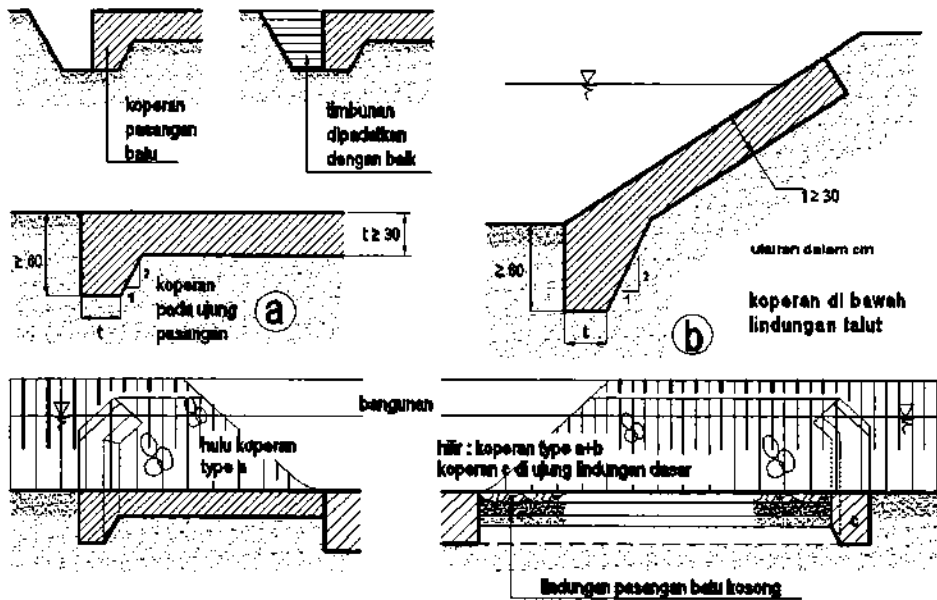 koperan
pasangan
batu
timbunan
dipadatkan
dengan baik
t ≥ 30
≥ 60
t ≥ 30
2
1
t
koperan
pada ujung
pasangan
a
≥ 60
2
1
t
ukuran dalam cm
koperan di bawah
lindungan talut
b
bangunan
hulu koperan
type a
hilir : koperan type a+b
koperan c di ujung lindungan dasar
c
lindungan pasangan batu kosong